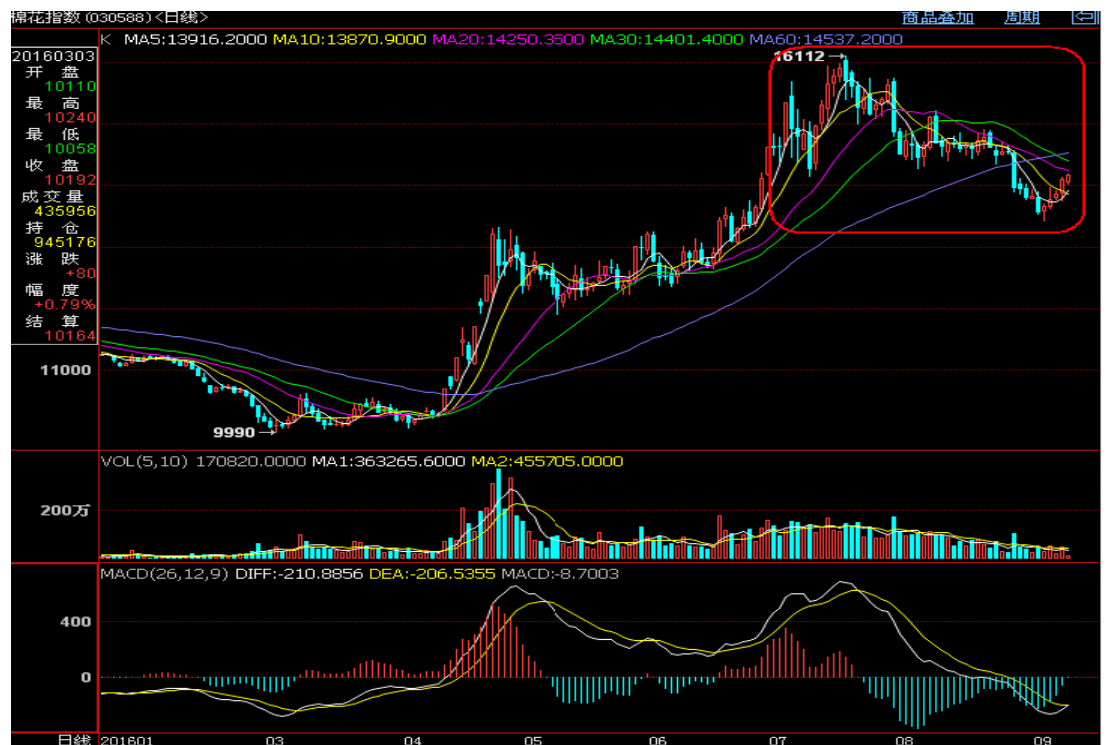 棉花指数 (030588) <日线> 商品叠加 周期
K MA5:13916.2000 MA10:13870.9000 MA20:14250.3500 MA30:14401.4000 MA60:14537.2000
20160303
开 盘
10110
最 高
10240
最 低
10058
收 盘
10192
成 交 量
435956
持 仓
945176
涨 跌
+80
幅 度
+0.79%
结 算
10164
16112
11000
9990
VOL(5,10) 170820.0000 MA1:363265.6000 MA2:455705.0000
200万
MACD(26,12,9) DIFF:-210.8856 DEA:-206.5355 MACD:-8.7003
400
0
日线 201601 03 04 05 06 07 08 09